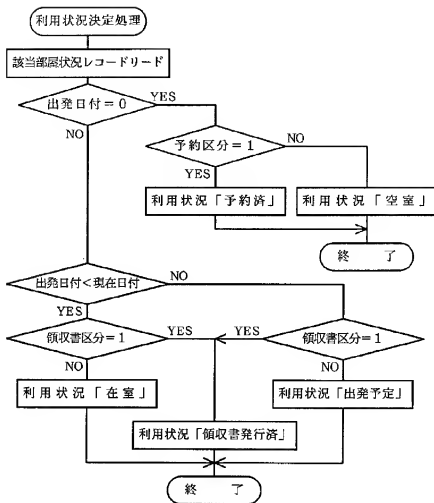 利用状況決定処理
該当部屋状況レコードリード
出発日付=0
YES
NO
予約区分=1
NO
YES
利用状況「予約済」
利用状況「空室」
終了
出発日付<現在日付
NO
YES
領収書区分=1
YES
YES
領収書区分=1
NO
NO
利用状況「在室」
利用状況「出発予定」
利用状況「領収書発行済」
終了